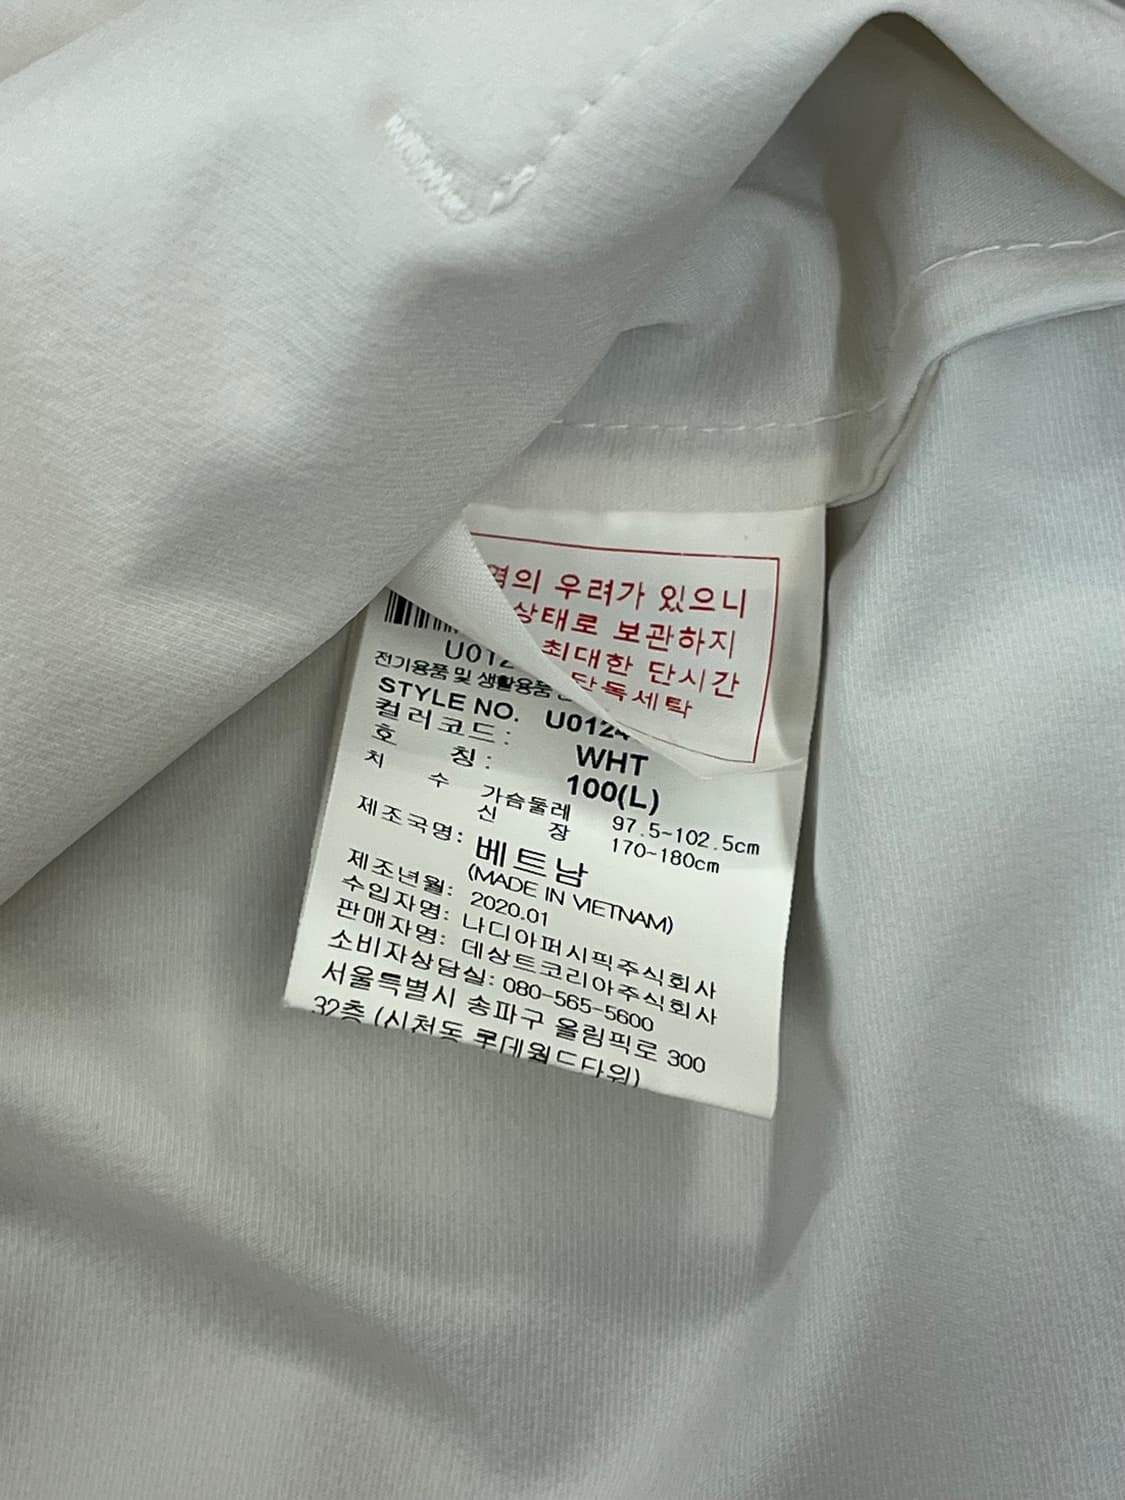 의 우려가 있으니
상태로 보관하지
최대한 단시간
단독세탁
전기용품 및 생활용품
STYLE NO.
컬러코드: WHT
호 칭: 100(L)
치 수 가슴둘레 97.5~102.5cm
신 장 170-180cm
제조국명: 베트남
(MADE IN VIETNAM)
제조년월: 2020.01
수입자명: 나디아퍼시픽주식회사
판매자명: 데상트코리아주식회사
소비자상담실: 080-565-5600
서울특별시 송파구 올림픽로 300
32층 (신천동 롯데월드타워)